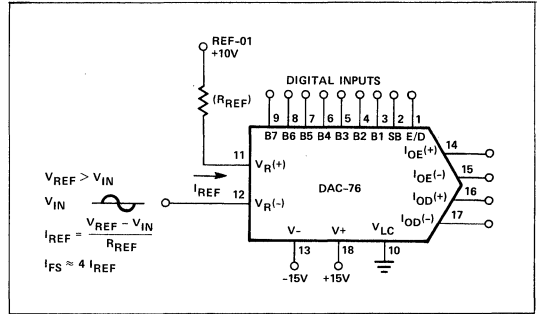 REF-01
+10V
DIGITAL INPUTS
(RREF)
9 8 7 6 5 4 3 2 1
B7 B6 B5 B4 B3 B2 B1 SB E/D
14
IOE(+)
11
VR(+)
15
IOE(-)
VREF > VIN
IREF
DAC-76
16
IOD(+)
12
VIN
VR(-)
17
IOD(-)
IREF = VREF - VIN
RREF
V- V+ VLC
IFS ≈ 4 IREF
13 18 10
-15V +15V